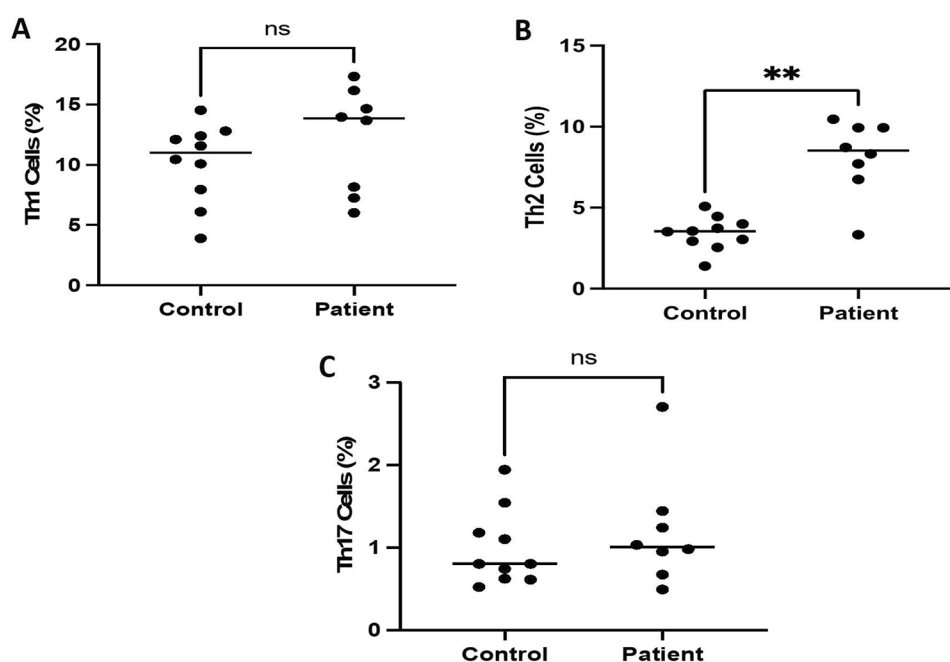 A
ns
20
15
10
5
0
Th1 Cells (%)
Control
Patient
B
**
15
10
5
0
Th2 Cells (%)
Control
Patient
C
ns
3
2
1
0
Th17 Cells (%)
Control
Patient